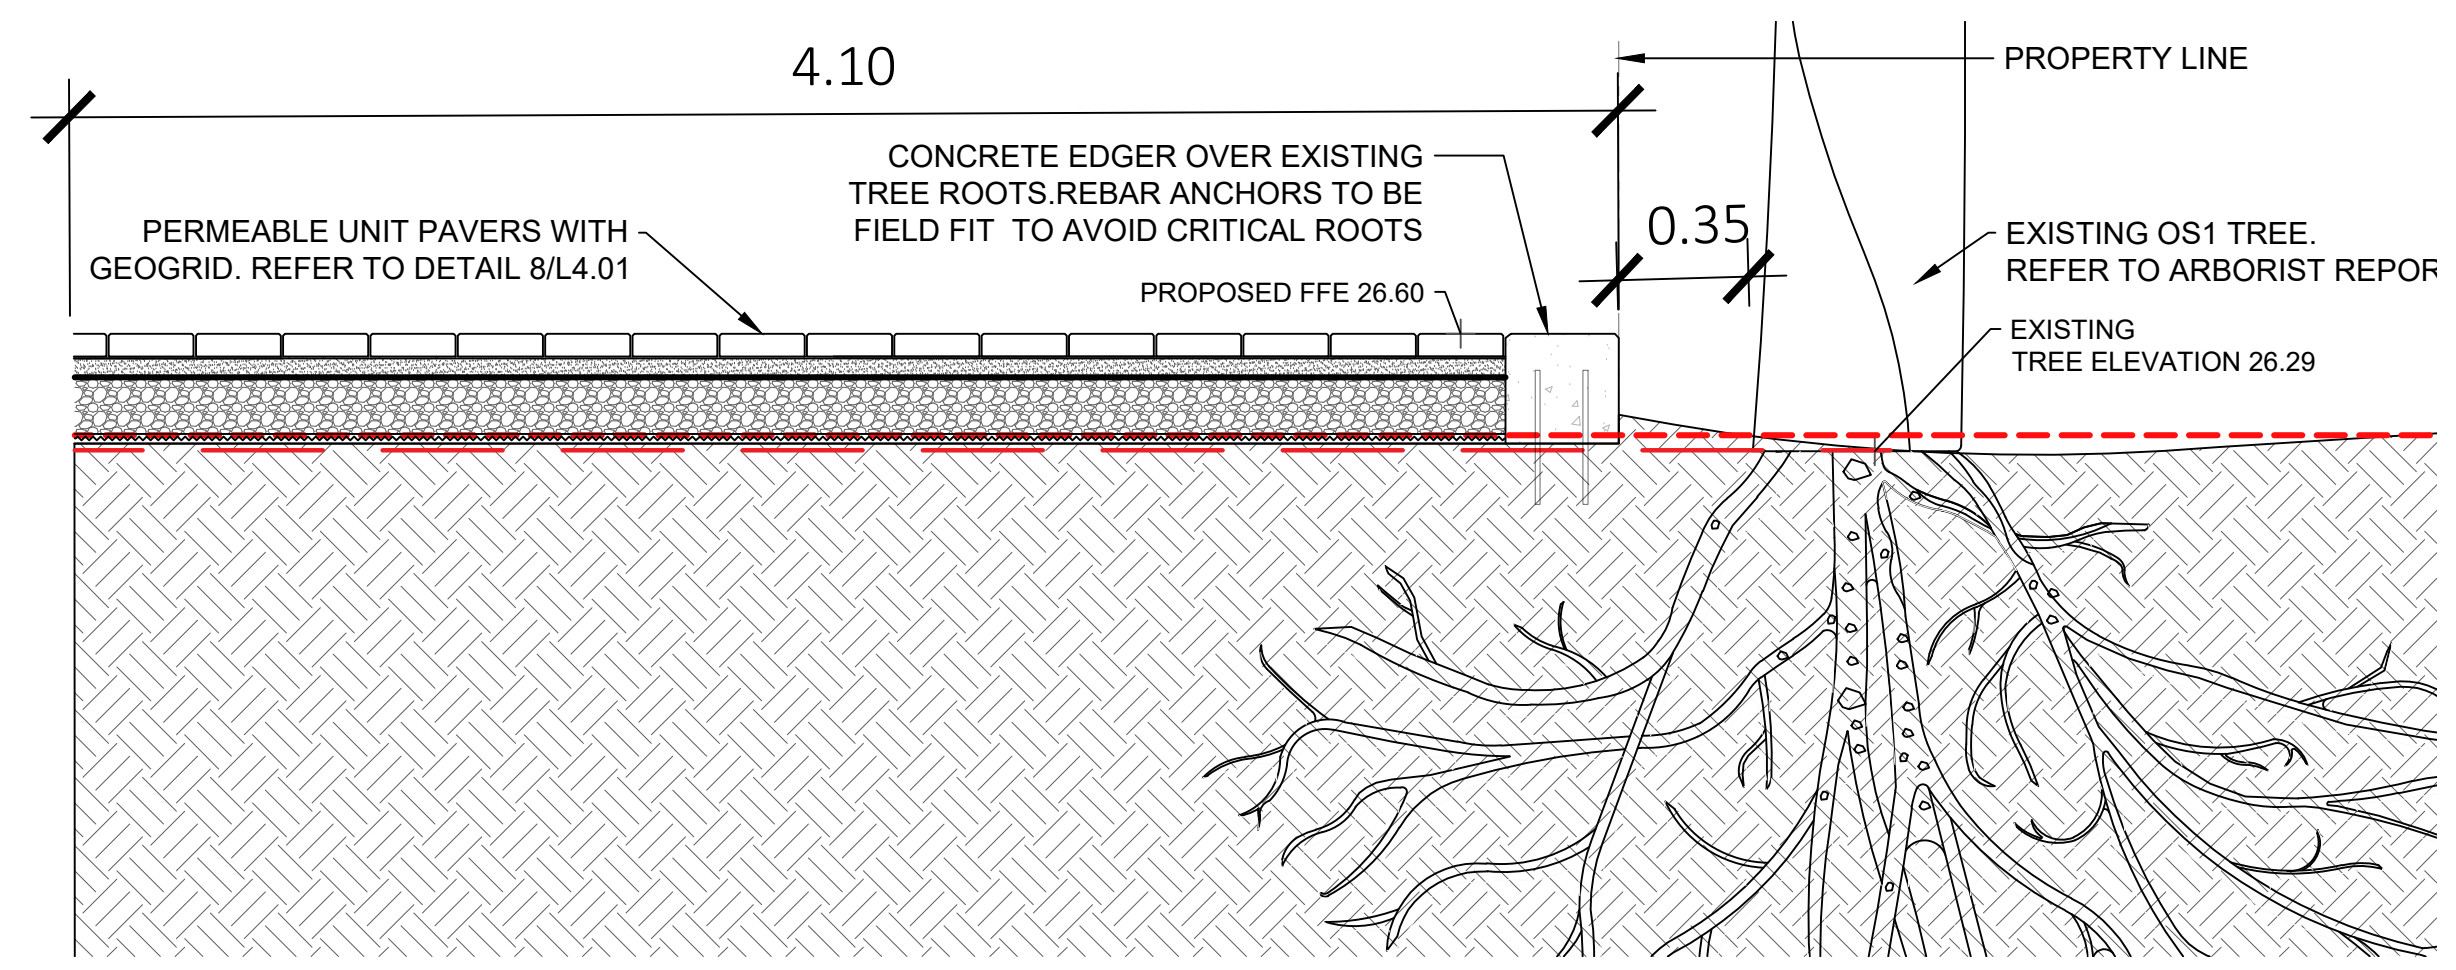 4.10
PROPERTY LINE
CONCRETE EDGER OVER EXISTING
TREE ROOTS.REBAR ANCHORS TO BE
FIELD FIT TO AVOID CRITICAL ROOTS
PERMEABLE UNIT PAVERS WITH
GEOGRID. REFER TO DETAIL 8/L4.01
0.35
EXISTING OS1 TREE.
REFER TO ARBORIST REPOR
PROPOSED FFE 26.60
EXISTING
TREE ELEVATION 26.29